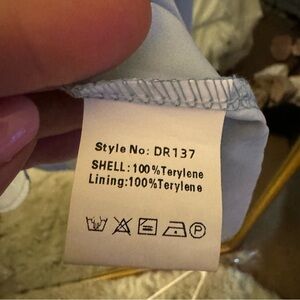 Style No: DR137
SHELL: 100%Terylene
Lining:100%Terylene
P